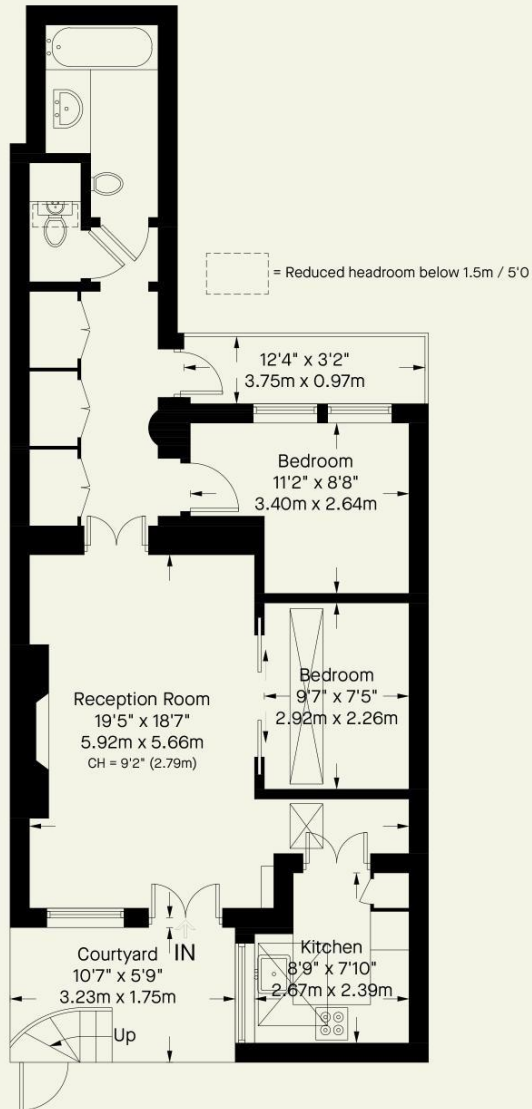 = Reduced headroom below 1.5m / 5'0
12'4" x 3'2"
3.75m x 0.97m
Bedroom
11'2" x 8'8"
3.40m x 2.64m
Bedroom
9'7" x 7'5"
2.92m x 2.26m
Reception Room
19'5" x 18'7"
5.92m x 5.66m
CH = 9'2" (2.79m)
IN
Courtyard
10'7" x 5'9"
3.23m x 1.75m
Kitchen
8'9" x 7'10"
2.67m x 2.39m
Up